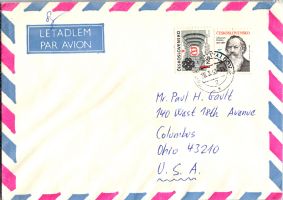 LETADLEM
PAR AVION
ČESKOSLOVENSKO
ČESKOSLOVENSKO
Mr. Paul H. Gault
140 West 18th Avenue
Columbus
Ohio 43210
U. S. A.